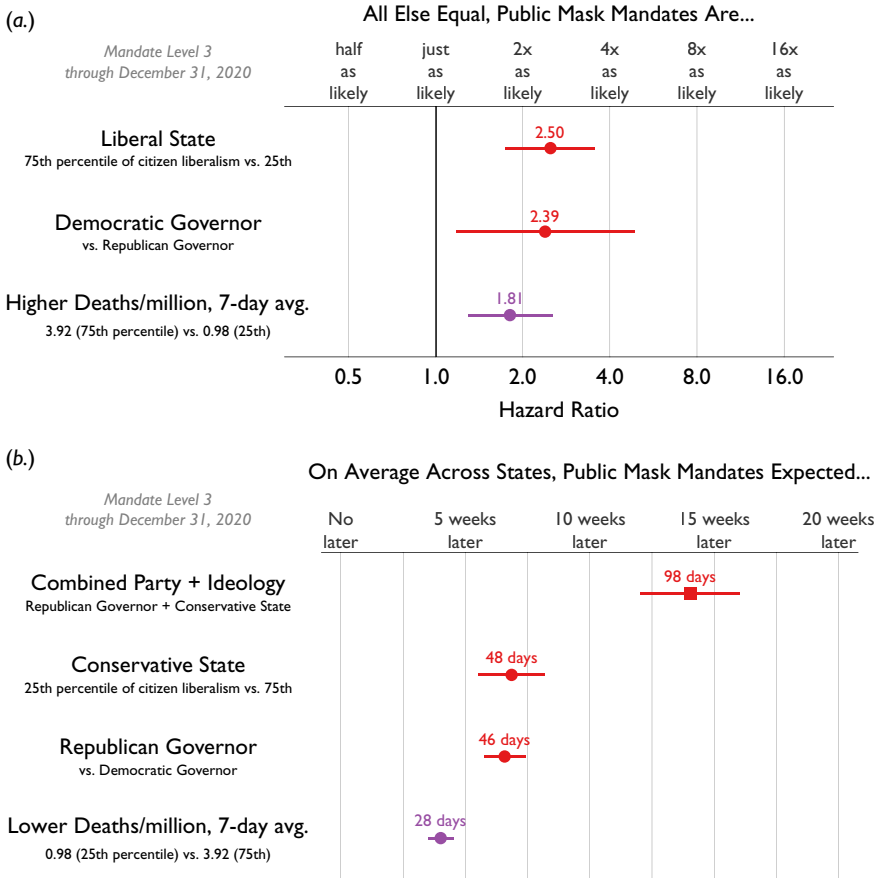 (a.)
All Else Equal, Public Mask Mandates Are...
Mandate Level 3
through December 31, 2020
half as likely
just as likely
2x as likely
4x as likely
8x as likely
16x as likely
Liberal State
75th percentile of citizen liberalism vs. 25th
2.50
Democratic Governor
vs. Republican Governor
2.39
Higher Deaths/million, 7-day avg.
3.92 (75th percentile) vs. 0.98 (25th)
1.81
0.5 1.0 2.0 4.0 8.0 16.0
Hazard Ratio
(b.)
On Average Across States, Public Mask Mandates Expected...
Mandate Level 3
through December 31, 2020
No later
5 weeks later
10 weeks later
15 weeks later
20 weeks later
Combined Party + Ideology
Republican Governor + Conservative State
98 days
Conservative State
25th percentile of citizen liberalism vs. 75th
48 days
Republican Governor
vs. Democratic Governor
46 days
Lower Deaths/million, 7-day avg.
0.98 (25th percentile) vs. 3.92 (75th)
28 days